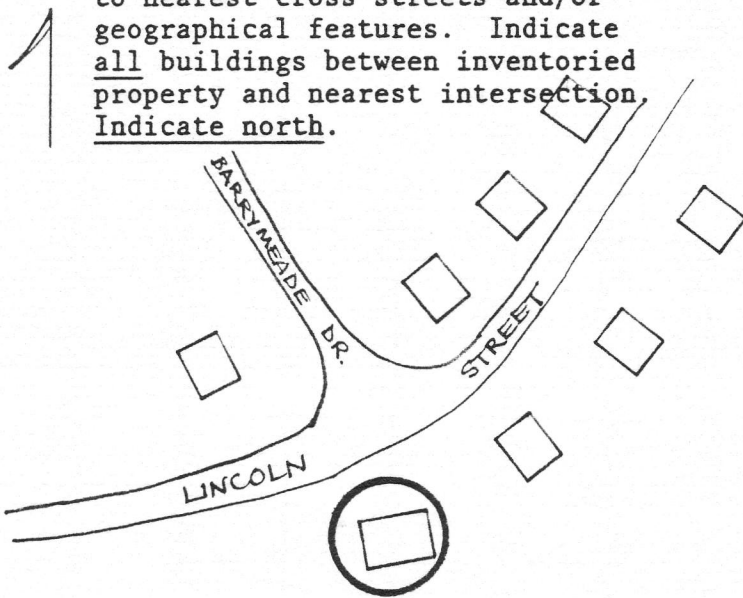 to nearest cross streets and/or
geographical features. Indicate
all buildings between inventoried
property and nearest intersection.
Indicate north.
BARRYMEADE DR.
STREET
LINCOLN